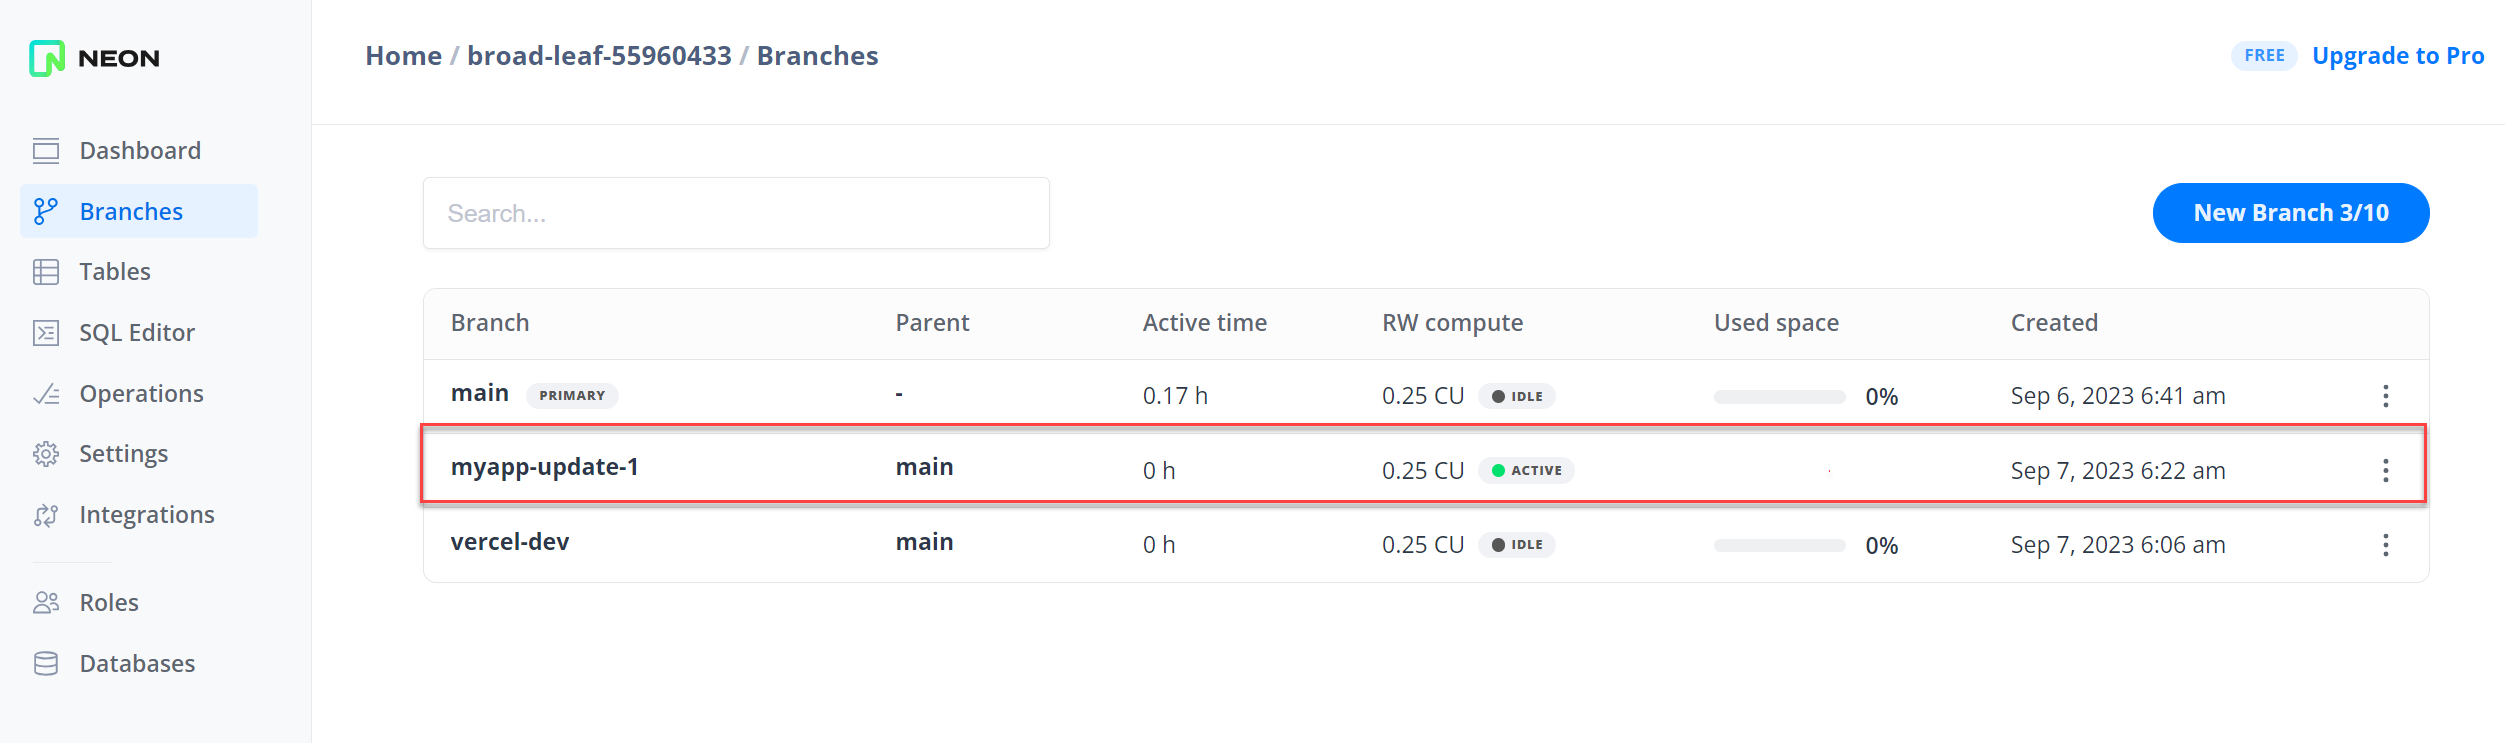 NEON
Home / broad-leaf-55960433 / Branches
FREE Upgrade to Pro
Dashboard
Branches
Tables
SQL Editor
Operations
Settings
Integrations
Roles
Databases
Search...
New Branch 3/10
Branch Parent Active time RW compute Used space Created
main PRIMARY - 0.17 h 0.25 CU IDLE 0% Sep 6, 2023 6:41 am
myapp-update-1 main 0 h 0.25 CU ACTIVE Sep 7, 2023 6:22 am
vercel-dev main 0 h 0.25 CU IDLE 0% Sep 7, 2023 6:06 am